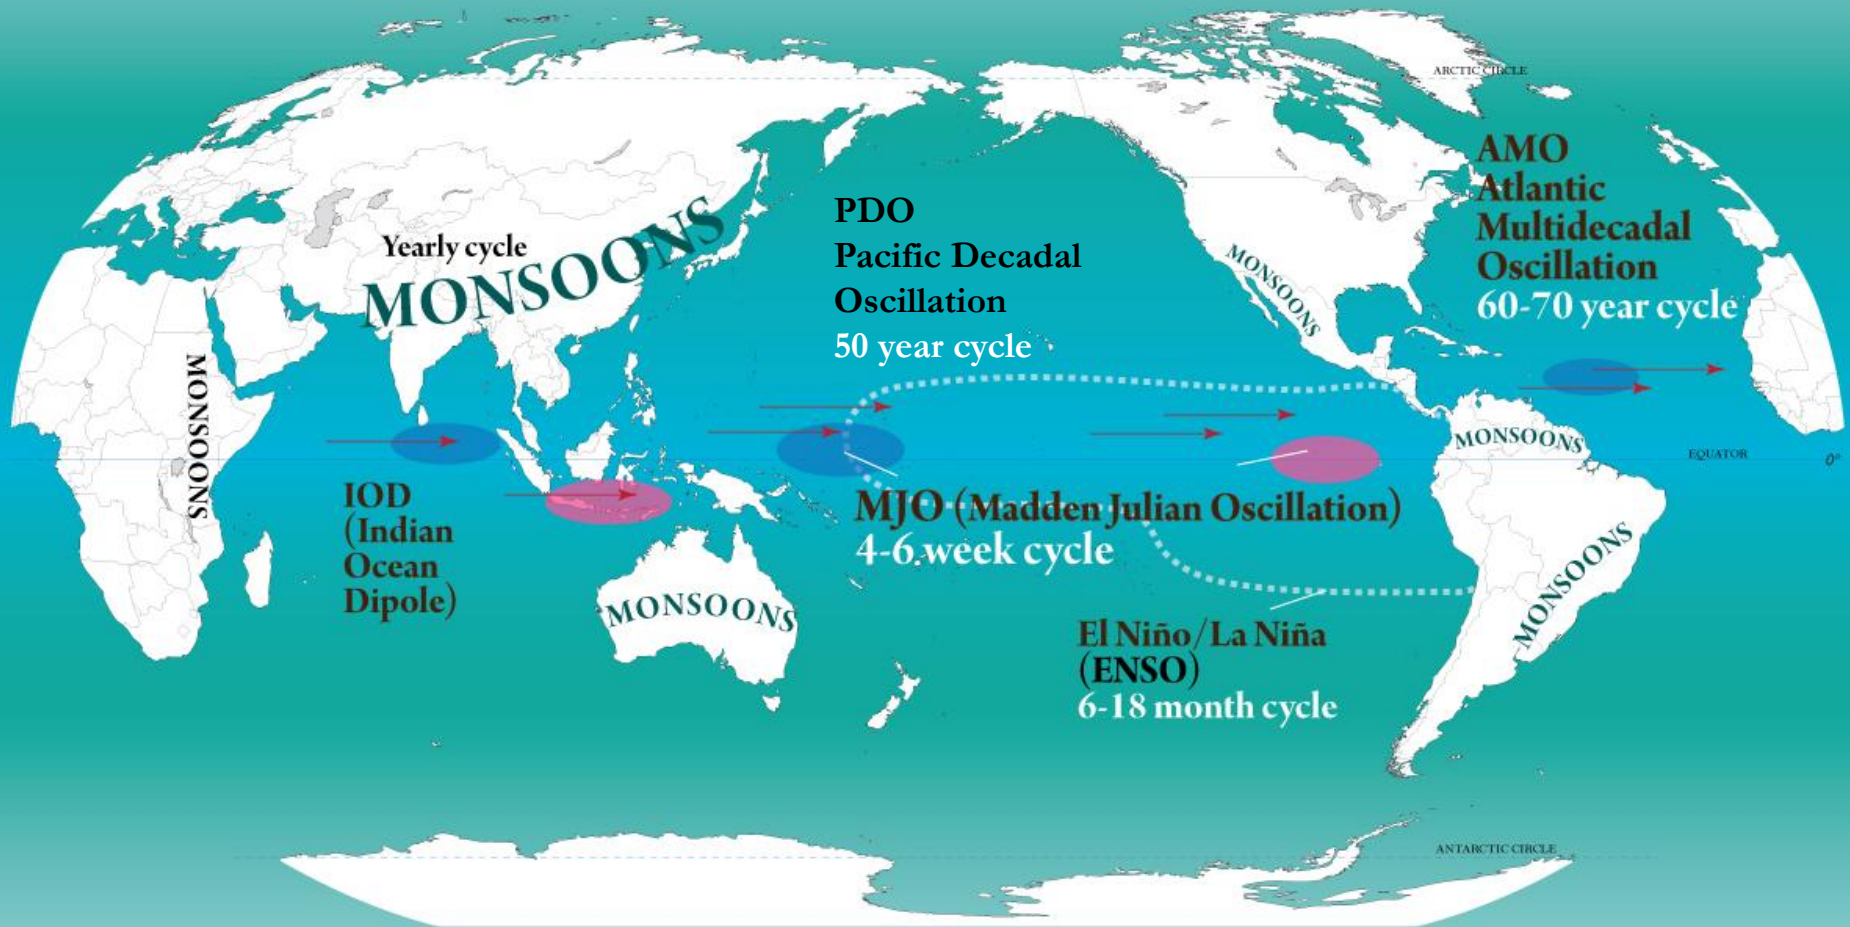 ARCTIC CIRCLE
AMO
Atlantic
Multidecadal
Oscillation
60-70 year cycle
PDO
Pacific Decadal
Oscillation
50 year cycle
Yearly cycle
MONSOONS
MONSOONS
MONSOONS
MONSOONS
EQUATOR
0°
IOD
(Indian
Ocean
Dipole)
MJO (Madden Julian Oscillation)
4-6 week cycle
MONSOONS
MONSOONS
El Niño/La Niña
(ENSO)
6-18 month cycle
ANTARCTIC CIRCLE